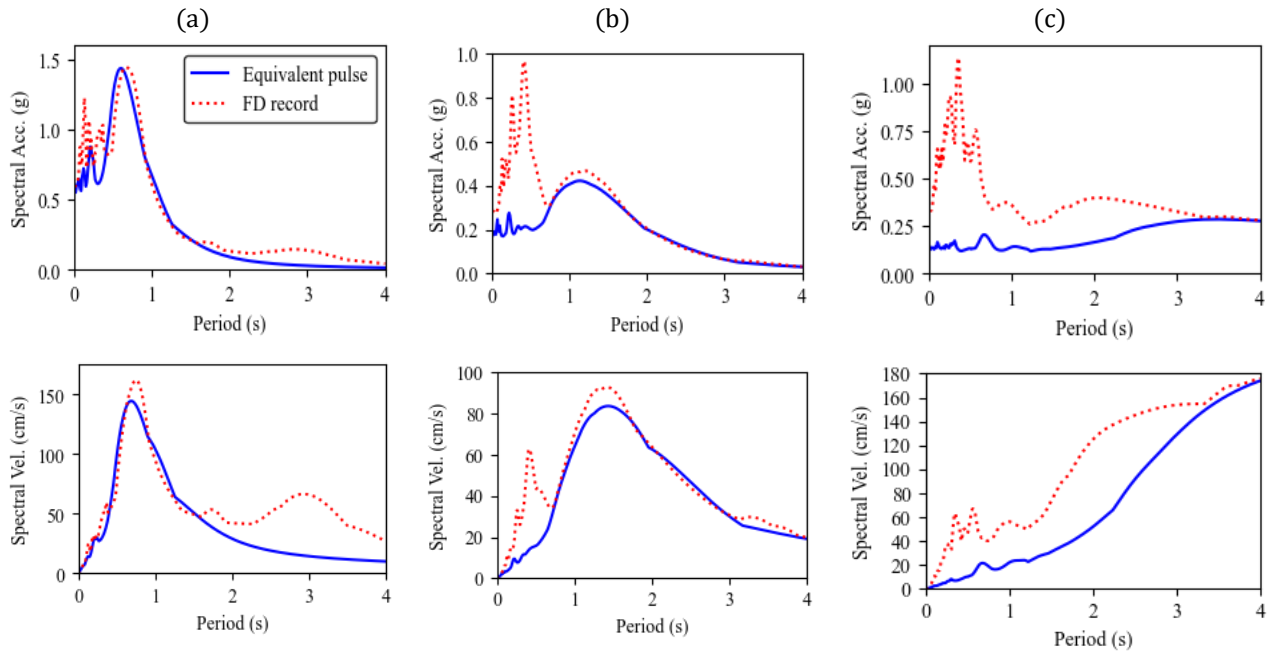 (a) (b) (c)
Spectral Acc. (g)
1.5
1.0
0.5
0.0
Equivalent pulse
FD record
0 1 2 3 4
Period (s)
Spectral Acc. (g)
1.0
0.8
0.6
0.4
0.2
0.0
0 1 2 3 4
Period (s)
Spectral Acc. (g)
1.00
0.75
0.50
0.25
0.00
0 1 2 3 4
Period (s)
Spectral Vel. (cm/s)
150
100
50
0
0 1 2 3 4
Period (s)
Spectral Vel. (cm/s)
100
80
60
40
20
0
0 1 2 3 4
Period (s)
Spectral Vel. (cm/s)
180
160
140
120
100
80
60
40
20
0
0 1 2 3 4
Period (s)